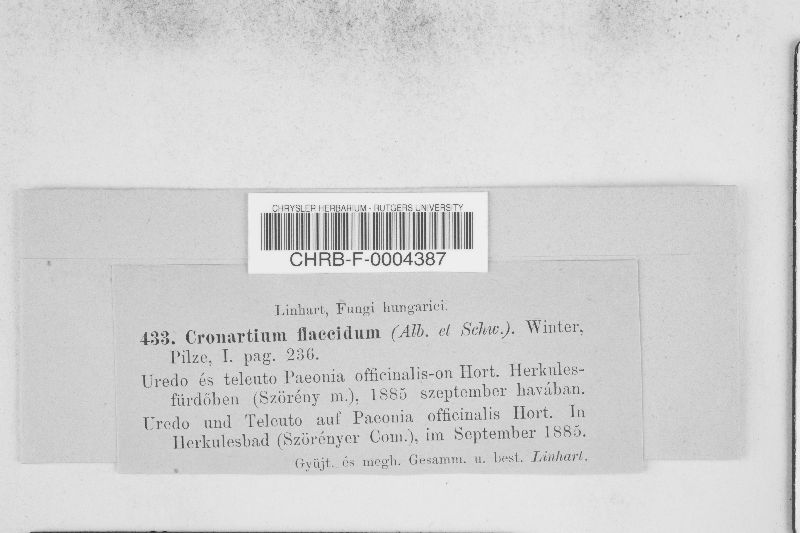 CHRYSLER HERBARIUM - RUTGERS UNIVERSITY
CHRB-F-0004387
Linhart, Fungi hungarici.
433. Cronartium flaccidum (Alb. et Schw.). Winter,
Pilze, I. pag. 236.
Uredo és teleuto Paeonia officinalis-on Hort. Herkules-
fürdőben (Szörény m.), 1885 szeptember havában.
Uredo und Teleuto auf Paeonia officinalis Hort. In
Herkulesbad (Szörényer Com.), im September 1885.
Gyűjt. és megh. Gesamm. u. best. Linhart.